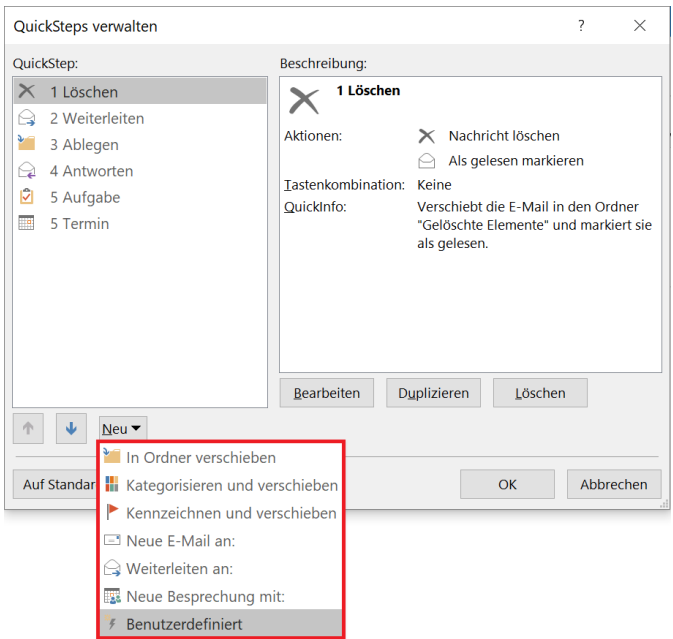 QuickSteps verwalten
?
QuickStep:
Beschreibung:
1 Löschen
2 Weiterleiten
3 Ablegen
4 Antworten
5 Aufgabe
5 Termin
1 Löschen
Aktionen: Nachricht löschen
Als gelesen markieren
Tastenkombination: Keine
QuickInfo: Verschiebt die E-Mail in den Ordner
"Gelöschte Elemente" und markiert sie
als gelesen.
Bearbeiten Duplizieren Löschen
Neu
Auf Standar
OK Abbrechen
In Ordner verschieben
Kategorisieren und verschieben
Kennzeichnen und verschieben
Neue E-Mail an:
Weiterleiten an:
Neue Besprechung mit:
Benutzerdefiniert